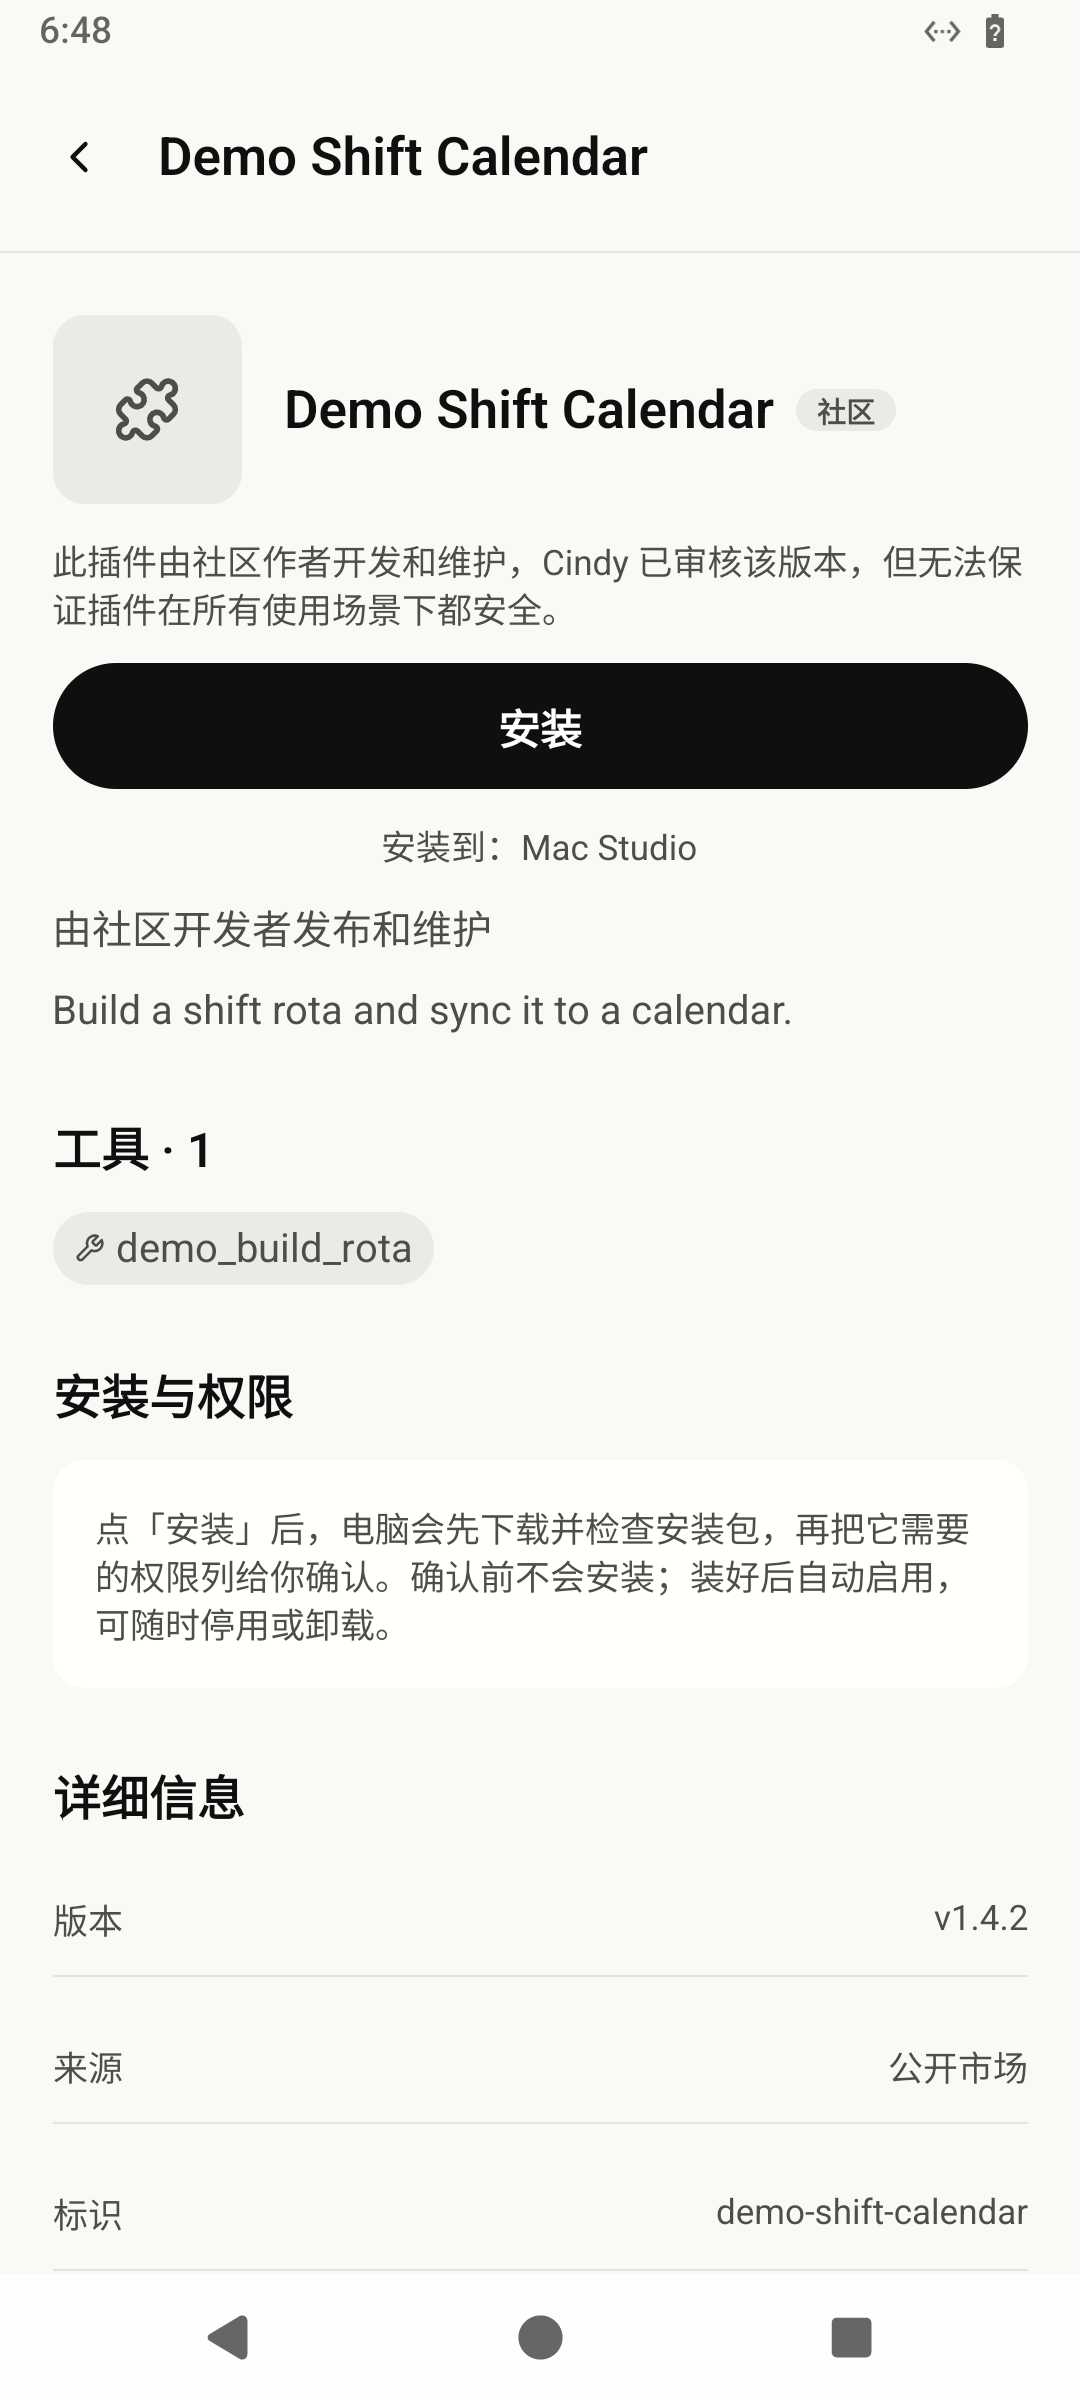 6:48
Demo Shift Calendar
Demo Shift Calendar 社区
此插件由社区作者开发和维护，Cindy 已审核该版本，但无法保
证插件在所有使用场景下都安全。
安装
安装到：Mac Studio
由社区开发者发布和维护
Build a shift rota and sync it to a calendar.
工具 · 1
demo_build_rota
安装与权限
点「安装」后，电脑会先下载并检查安装包，再把它需要
的权限列给你确认。确认前不会安装；装好后自动启用，
可随时停用或卸载。
详细信息
版本 v1.4.2
来源 公开市场
标识 demo-shift-calendar